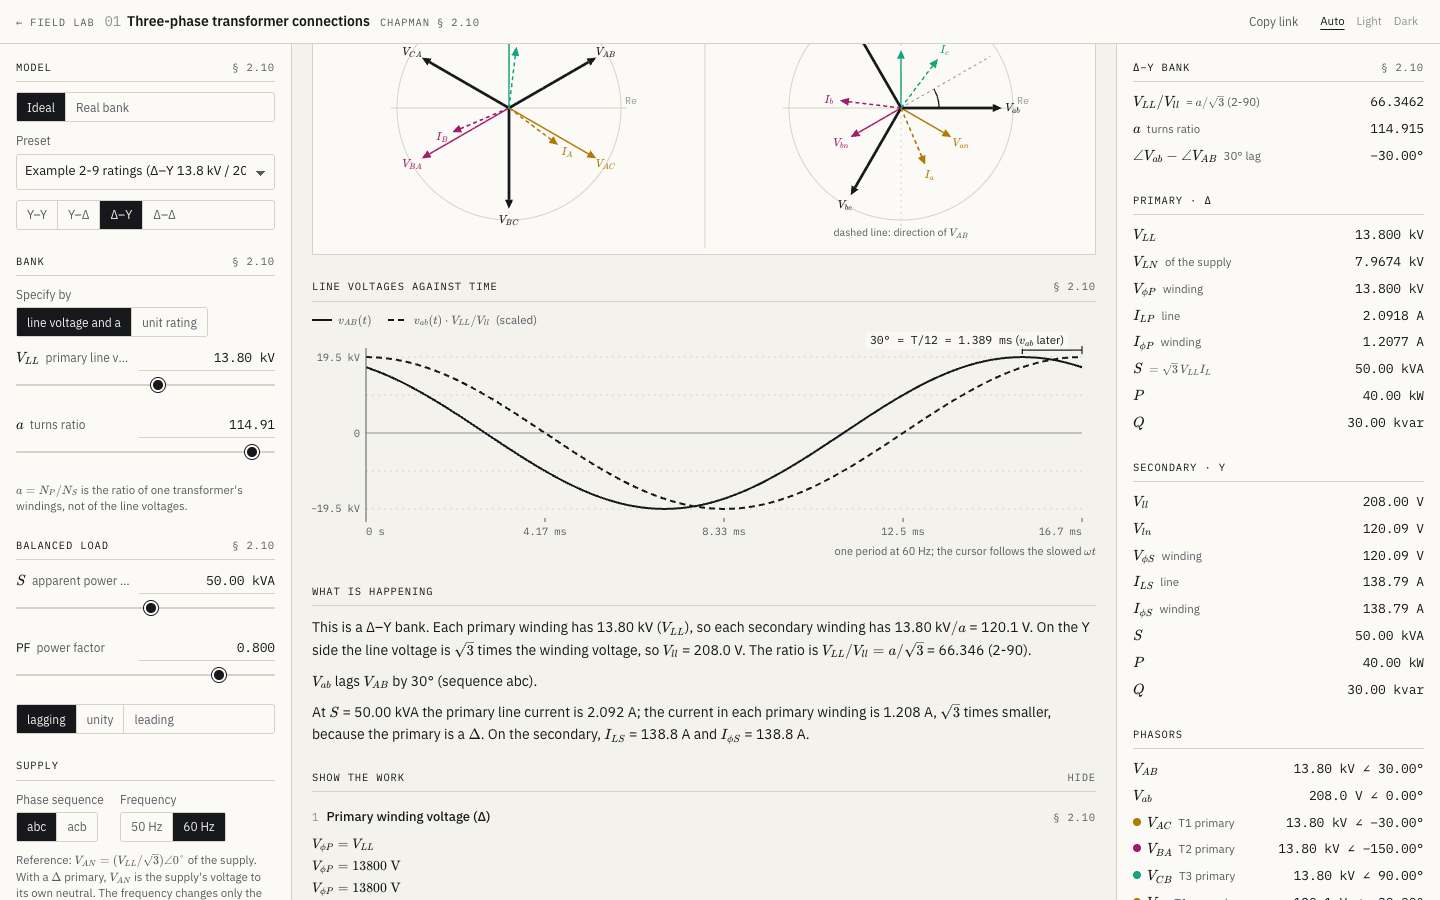 ← FIELD LAB 01 Three-phase transformer connections CHAPMAN § 2.10
Copy link Auto Light Dark
MODEL § 2.10
Ideal Real bank
Preset
Example 2-9 ratings (Δ–Y 13.8 kV / 20
Y–Y Y–Δ Δ–Y Δ–Δ
BANK § 2.10
Specify by
line voltage and a unit rating
V_LL primary line v... 13.80 kV
a turns ratio 114.91
a = N_P/N_S is the ratio of one transformer's
windings, not of the line voltages.
BALANCED LOAD § 2.10
S apparent power ... 50.00 kVA
PF power factor 0.800
lagging unity leading
SUPPLY § 2.10
Phase sequence Frequency
abc acb 50 Hz 60 Hz
Reference: V_AN = (V_LL/√3)∠0° of the supply.
With a Δ primary, V_AN is the supply's voltage to
its own neutral. The frequency changes only the
V_CA V_AB
Re
I_B I_A
V_BA V_AC
V_BC
I_c
I_b Re
V_ab
V_bn V_an
I_a
V_bc
dashed line: direction of V_AB
LINE VOLTAGES AGAINST TIME § 2.10
v_AB(t) v_ab(t) · V_LL/V_ll (scaled)
30° = T/12 = 1.389 ms (v_ab later)
19.5 kV
0
−19.5 kV
0 s 4.17 ms 8.33 ms 12.5 ms 16.7 ms
one period at 60 Hz; the cursor follows the slowed ωt
WHAT IS HAPPENING
This is a Δ–Y bank. Each primary winding has 13.80 kV (V_LL), so each secondary winding has 13.80 kV/a = 120.1 V. On the Y
side the line voltage is √3 times the winding voltage, so V_ll = 208.0 V. The ratio is V_LL/V_ll = a/√3 = 66.346 (2-90).
V_ab lags V_AB by 30° (sequence abc).
At S = 50.00 kVA the primary line current is 2.092 A; the current in each primary winding is 1.208 A, √3 times smaller,
because the primary is a Δ. On the secondary, I_LS = 138.8 A and I_ϕS = 138.8 A.
SHOW THE WORK HIDE
1 Primary winding voltage (Δ) § 2.10
V_ϕP = V_LL
V_ϕP = 13800 V
V_ϕP = 13800 V
Δ–Y BANK § 2.10
V_LL/V_ll = a/√3 (2-90) 66.3462
a turns ratio 114.915
∠V_ab − ∠V_AB 30° lag −30.00°
PRIMARY · Δ
V_LL 13.800 kV
V_LN of the supply 7.9674 kV
V_ϕP winding 13.800 kV
I_LP line 2.0918 A
I_ϕP winding 1.2077 A
S = √3 V_LL I_L 50.00 kVA
P 40.00 kW
Q 30.00 kvar
SECONDARY · Y
V_ll 208.00 V
V_ln 120.09 V
V_ϕS winding 120.09 V
I_LS line 138.79 A
I_ϕS winding 138.79 A
S 50.00 kVA
P 40.00 kW
Q 30.00 kvar
PHASORS
V_AB 13.80 kV ∠ 30.00°
V_ab 208.0 V ∠ 0.00°
V_AC T1 primary 13.80 kV ∠ −30.00°
V_BA T2 primary 13.80 kV ∠ −150.00°
V_CB T3 primary 13.80 kV ∠ 90.00°